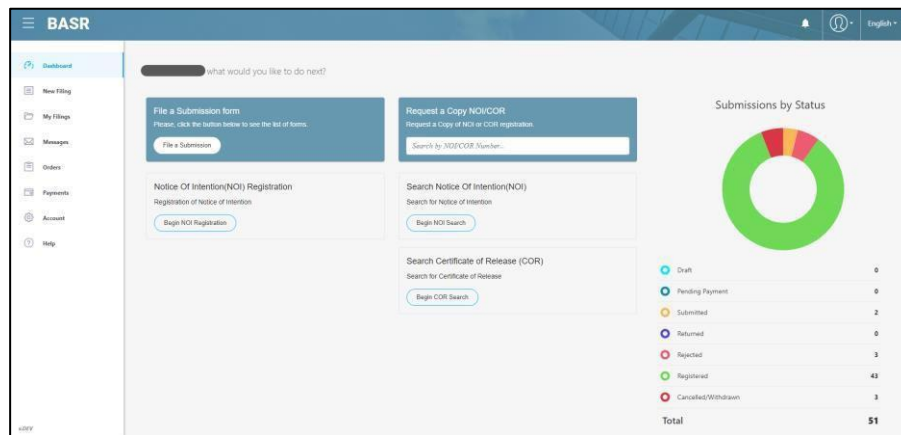 BASR
English
Dashboard
New Filing
My Filings
Messages
Orders
Payments
Account
Help
what would you like to do next?
File a Submission form
Please, click the button below to see the list of forms.
File a Submission
Request a Copy NOI/COR
Request a Copy of NOI or COR registration.
Search by NOI/COR Number...
Notice Of Intention(NOI) Registration
Registration of Notice of Intention
Begin NOI Registration
Search Notice Of Intention(NOI)
Search for Notice of Intention
Begin NOI Search
Search Certificate of Release (COR)
Search for Certificate of Release
Begin COR Search
Submissions by Status
Draft 0
Pending Payment 0
Submitted 2
Returned 0
Rejected 3
Registered 43
Cancelled/Withdrawn 3
Total 51